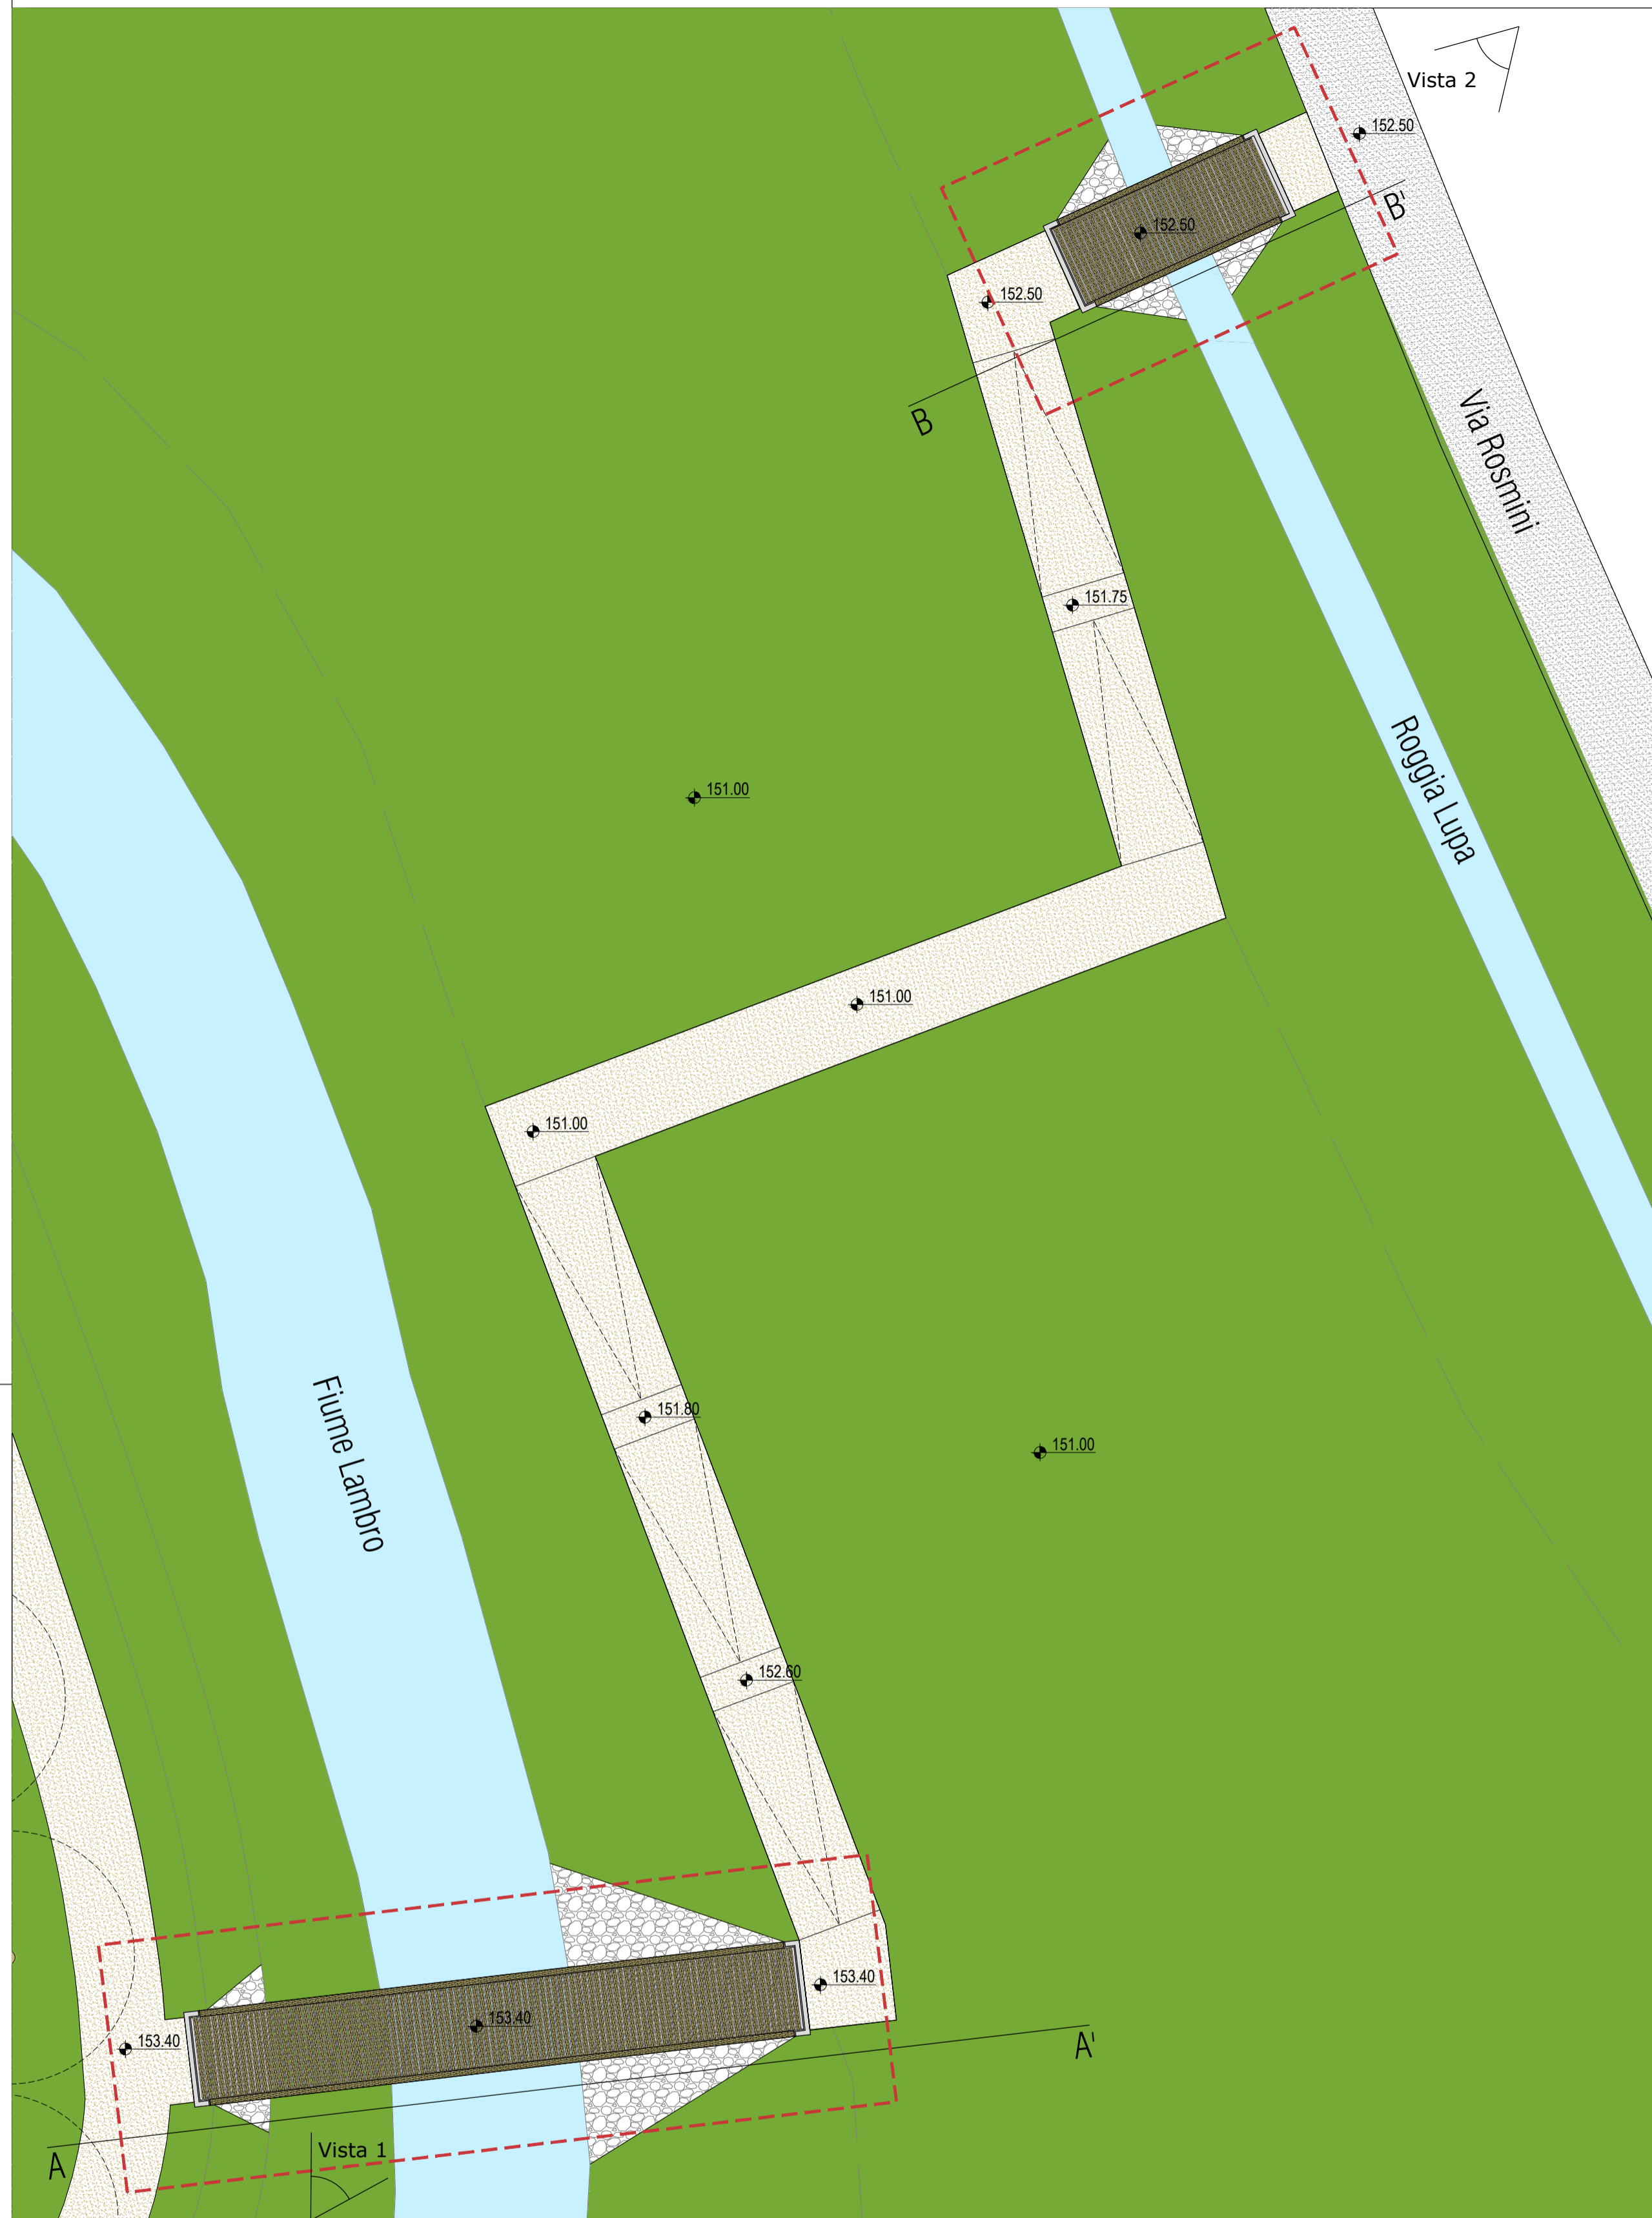 Vista 2
152.50
B'
152.50
152.50
B
Via Rosmini
151.75
Roggia Lupa
151.00
151.00
151.00
Fiume Lambro
151.80
151.00
152.60
153.40
153.40
153.40
A'
Vista 1
A